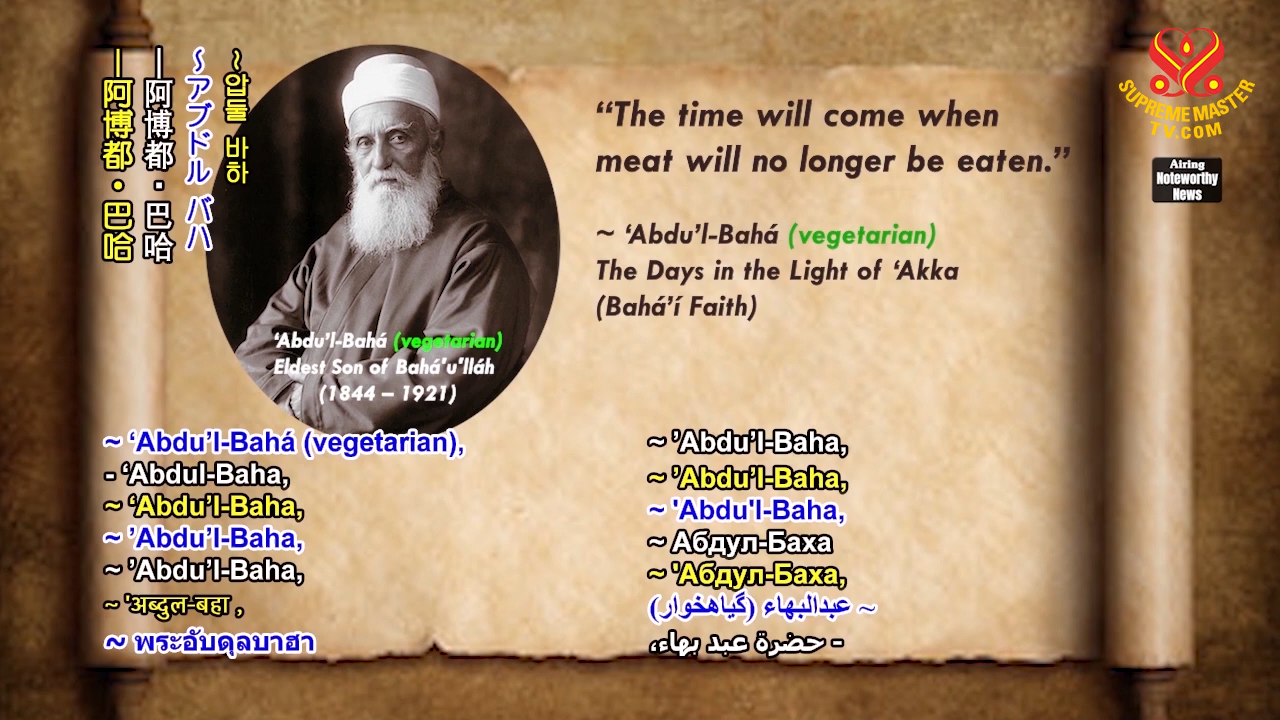 —阿博都·巴哈
—阿博都·巴哈
~アブドル バハ
~압둘 바하
“The time will come when
meat will no longer be eaten.”
~ ‘Abdu’l-Bahá (vegetarian)
The Days in the Light of ‘Akka
(Bahá’í Faith)
SUPREME MASTER
TV.COM
Airing
Noteworthy
News
‘Abdu’l-Bahá (vegetarian)
Eldest Son of Bahá'u'lláh
(1844 – 1921)
~ ‘Abdu’l-Bahá (vegetarian),
- ‘Abdul-Baha,
~ ‘Abdu’l-Baha,
~ ’Abdu’l-Baha,
~ ’Abdu’l-Baha,
~ 'अब्दुल-बहा ,
~ พระอับดุลบาฮา
~ ’Abdu’l-Baha,
~ ’Abdu’l-Baha,
~ 'Abdu'l-Baha,
~ Абдул-Баха
~ 'Абдул-Баха,
~ عبدالبهاء (گیاهخوار)
- حضرة عبد بهاء،